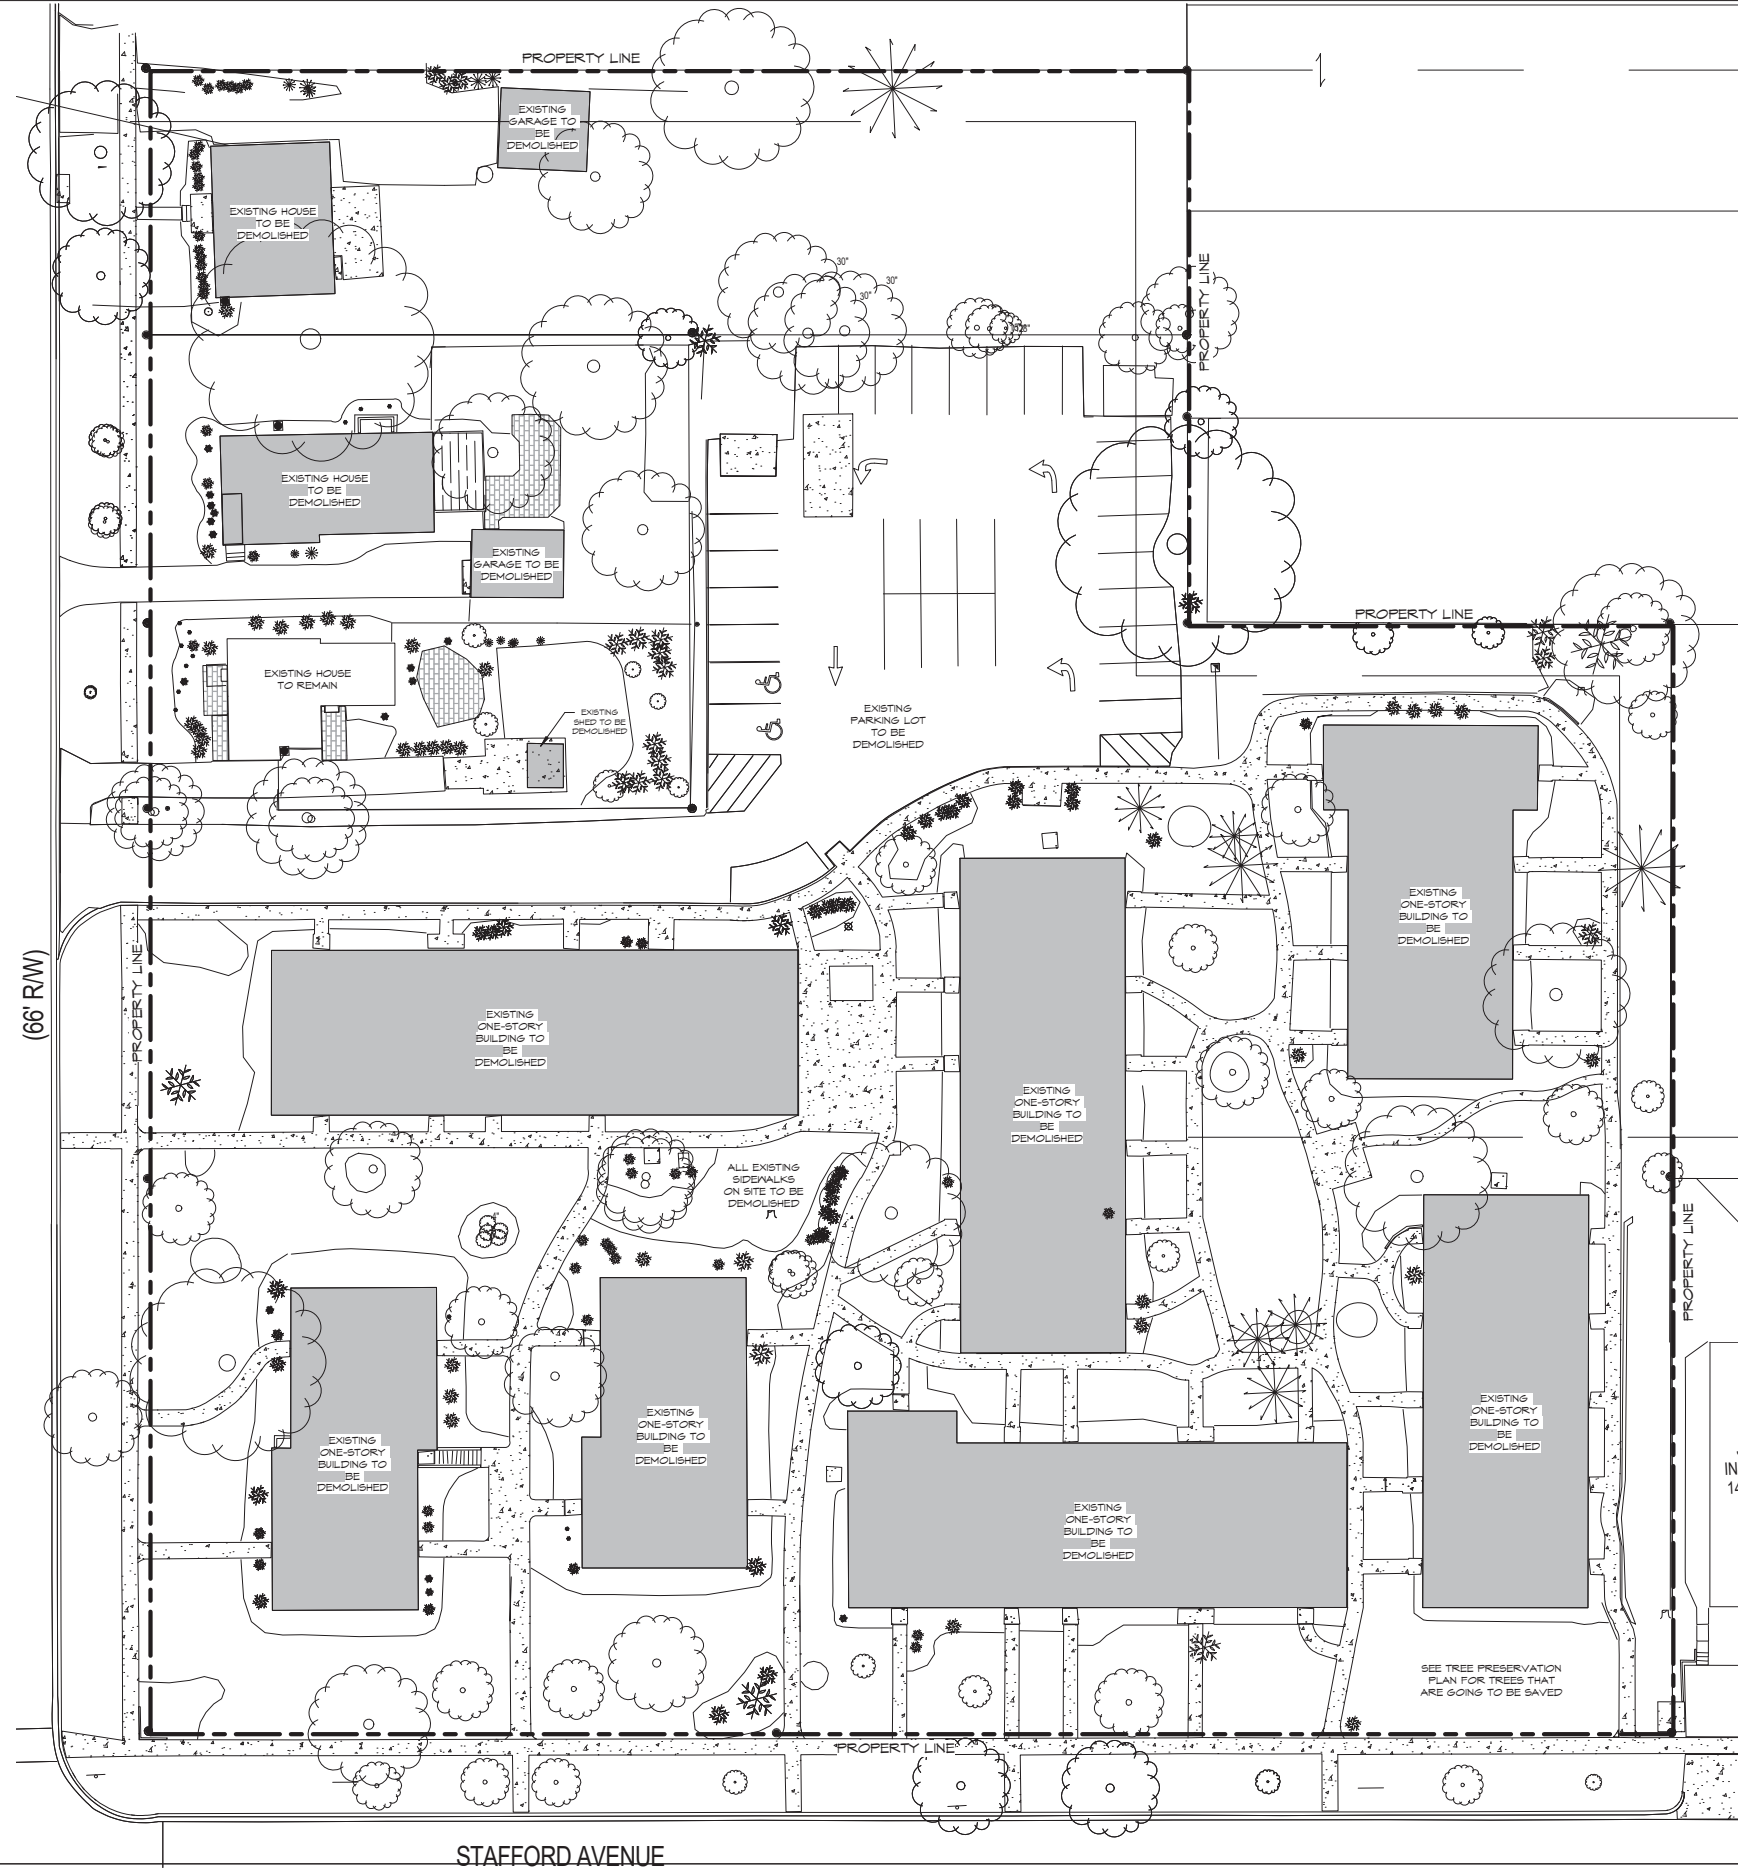 PROPERTY LINE
EXISTING
GARAGE TO
BE
DEMOLISHED
EXISTING HOUSE
TO BE
DEMOLISHED
30"
30"
30"
PROPERTY LINE
EXISTING HOUSE
TO BE
DEMOLISHED
EXISTING
GARAGE TO BE
DEMOLISHED
PROPERTY LINE
EXISTING HOUSE
TO REMAIN
EXISTING
SHED TO BE
DEMOLISHED
EXISTING
PARKING LOT
TO BE
DEMOLISHED
EXISTING
ONE-STORY
BUILDING TO
BE
DEMOLISHED
(66' R/W)
PROPERTY LINE
EXISTING
ONE-STORY
BUILDING TO
BE
DEMOLISHED
EXISTING
ONE-STORY
BUILDING TO
BE
DEMOLISHED
ALL EXISTING
SIDEWALKS
ON SITE TO BE
DEMOLISHED
PROPERTY LINE
EXISTING
ONE-STORY
BUILDING TO
BE
DEMOLISHED
EXISTING
ONE-STORY
BUILDING TO
BE
DEMOLISHED
EXISTING
ONE-STORY
BUILDING TO
BE
DEMOLISHED
IN
14
EXISTING
ONE-STORY
BUILDING TO
BE
DEMOLISHED
SEE TREE PRESERVATION
PLAN FOR TREES THAT
ARE GOING TO BE SAVED
PROPERTY LINE
STAFFORD AVENUE